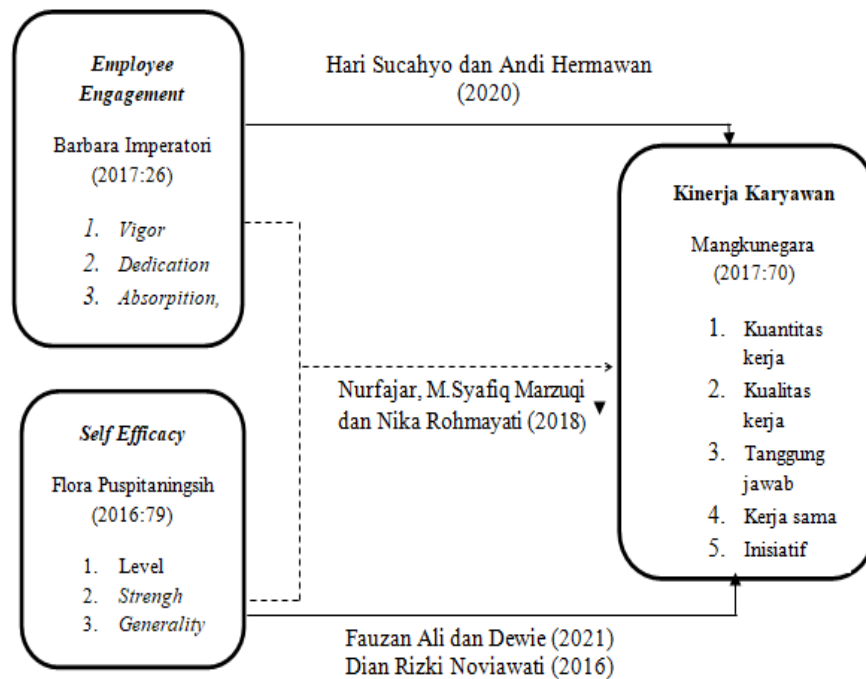 Employee
Engagement
Barbara Imperatori
(2017:26)
1. Vigor
2. Dedication
3. Absorpition,
Hari Sucahyo dan Andi Hermawan
(2020)
Kinerja Karyawan
Mangkunegara
(2017:70)
1. Kuantitas
kerja
2. Kualitas
kerja
3. Tanggung
jawab
4. Kerja sama
5. Inisiatif
Nurfajar, M.Syafiq Marzuqi
dan Nika Rohmayati (2018)
Self Efficacy
Flora Puspitaningsih
(2016:79)
1. Level
2. Strengh
3. Generality
Fauzan Ali dan Dewie (2021)
Dian Rizki Noviawati (2016)